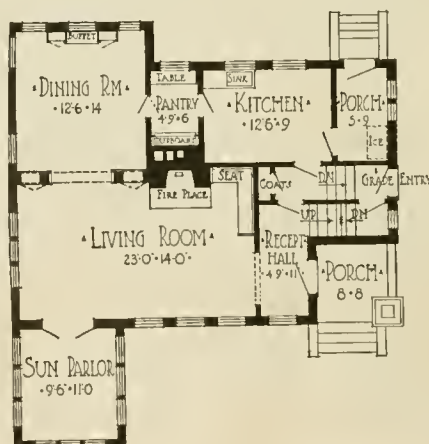 BUFFET
DINING RM
12'6·14
TABLE
PANTRY
4'9·6
CUPBOARD
SINK
KITCHEN
12'6·9
PORCH
5·9
ICE
FIRE PLACE
SEAT
COATS
DN
GRADE ENTRY
UP
DN
LIVING ROOM
23'0·14'0
RECEPT
HALL
4'9·11
PORCH
8·8
SUN PARLOR
9'6·11'0